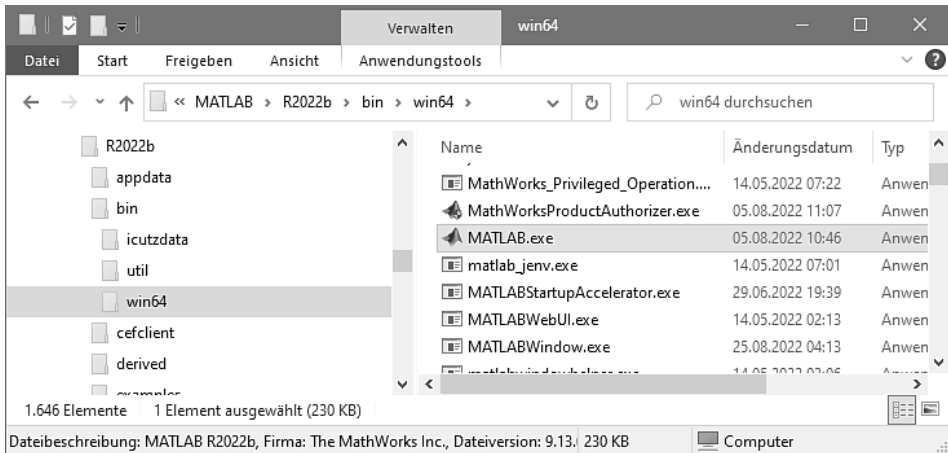 Verwalten win64
Datei Start Freigeben Ansicht Anwendungstools
« MATLAB > R2022b > bin > win64 > win64 durchsuchen
R2022b
appdata
bin
icutzdata
util
win64
cefclient
derived
examples
Name Änderungsdatum Typ
MathWorks_Privileged_Operation.... 14.05.2022 07:22 Anwen
MathWorksProductAuthorizer.exe 05.08.2022 11:07 Anwen
MATLAB.exe 05.08.2022 10:46 Anwen
matlab_jenv.exe 14.05.2022 07:01 Anwen
MATLABStartupAccelerator.exe 29.06.2022 19:39 Anwen
MATLABWebUI.exe 14.05.2022 02:13 Anwen
MATLABWindow.exe 25.08.2022 04:13 Anwen
1.646 Elemente 1 Element ausgewählt (230 KB)
Dateibeschreibung: MATLAB R2022b, Firma: The MathWorks Inc., Dateiversion: 9.13.( 230 KB Computer